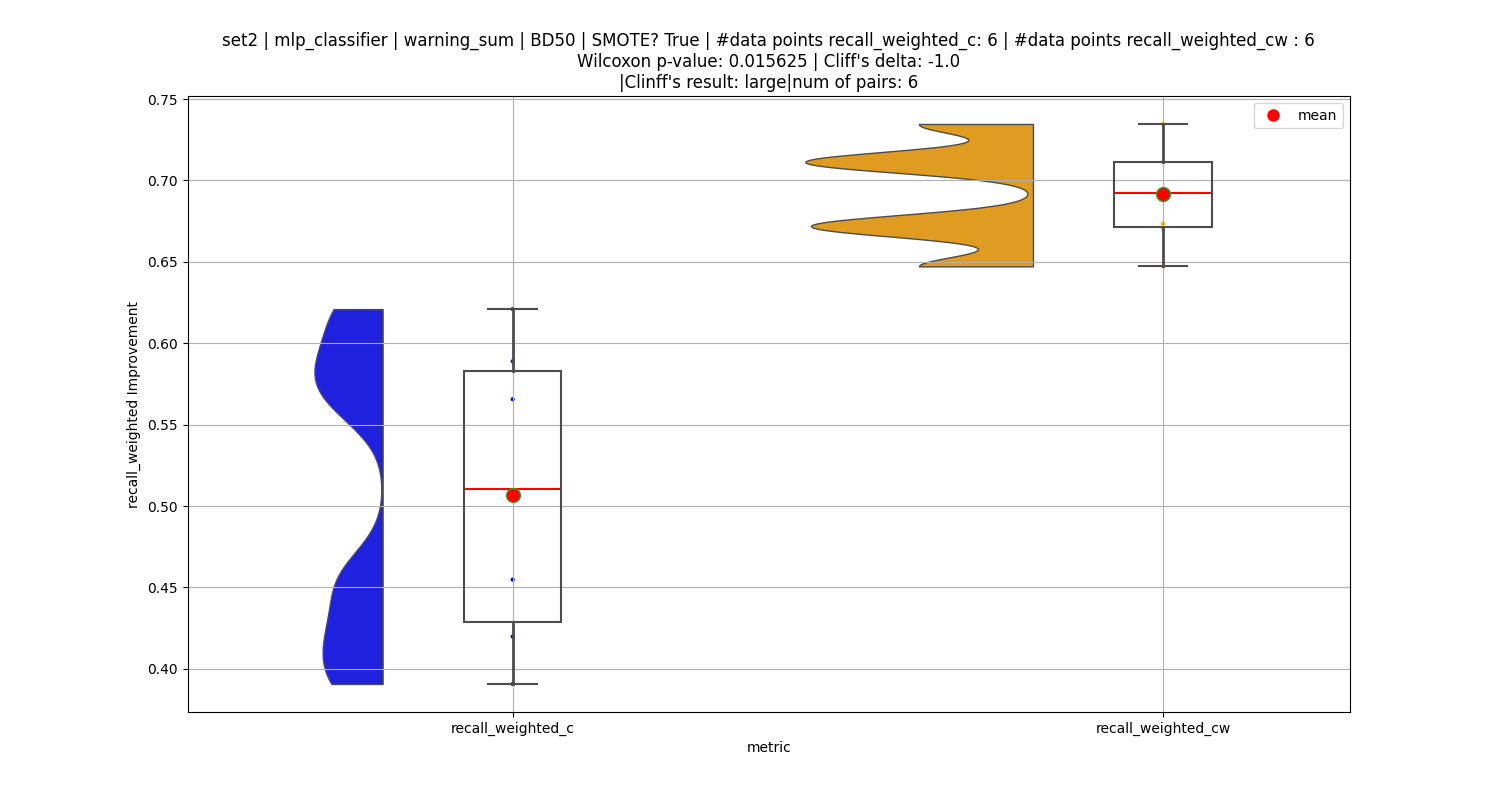 set2 | mlp_classifier | warning_sum | BD50 | SMOTE? True | #data points recall_weighted_c: 6 | #data points recall_weighted_cw : 6
Wilcoxon p-value: 0.015625 | Cliff's delta: -1.0
|Clinff's result: large|num of pairs: 6
mean
0.75
0.70
0.65
0.60
0.55
0.50
0.45
0.40
recall_weighted Improvement
recall_weighted_c
recall_weighted_cw
metric